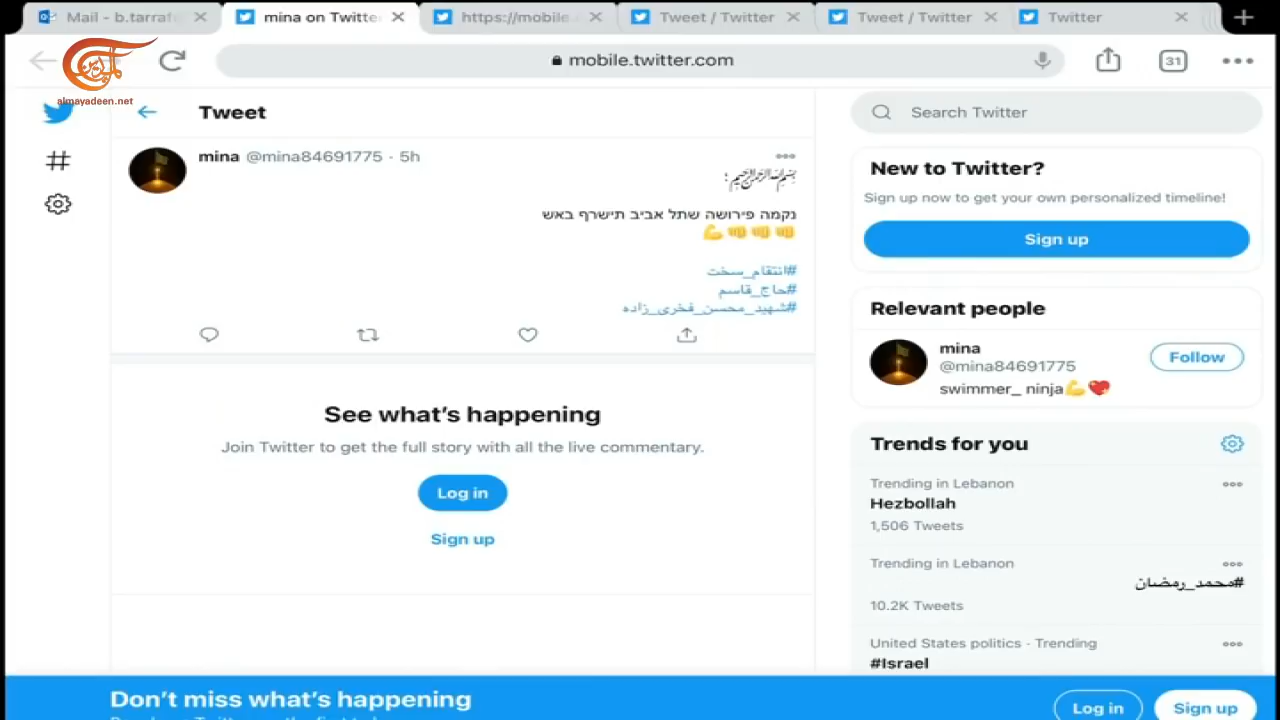 Mail - b.tarraf
mina on Twitte
https://mobile.
Tweet / Twitter
Tweet / Twitter
Twitter
mobile.twitter.com
31
الميادين
almayadeen.net
Tweet
Search Twitter
mina @mina84691775 · 5h
بسم الله الرحمن الرحيم :
נקמה פירושה שתל אביב תישרף באש
💪👊👊👊
#انتقام_سخت
#حاج_قاسم
#شهید_محسن_فخری_زاده
See what's happening
Join Twitter to get the full story with all the live commentary.
Log in
Sign up
New to Twitter?
Sign up now to get your own personalized timeline!
Sign up
Relevant people
mina
@mina84691775
Follow
swimmer_ ninja💪💖
Trends for you
Trending in Lebanon
Hezbollah
1,506 Tweets
Trending in Lebanon
#محمد_رمضان
10.2K Tweets
United States politics · Trending
#Israel
Don't miss what's happening
Log in
Sign up